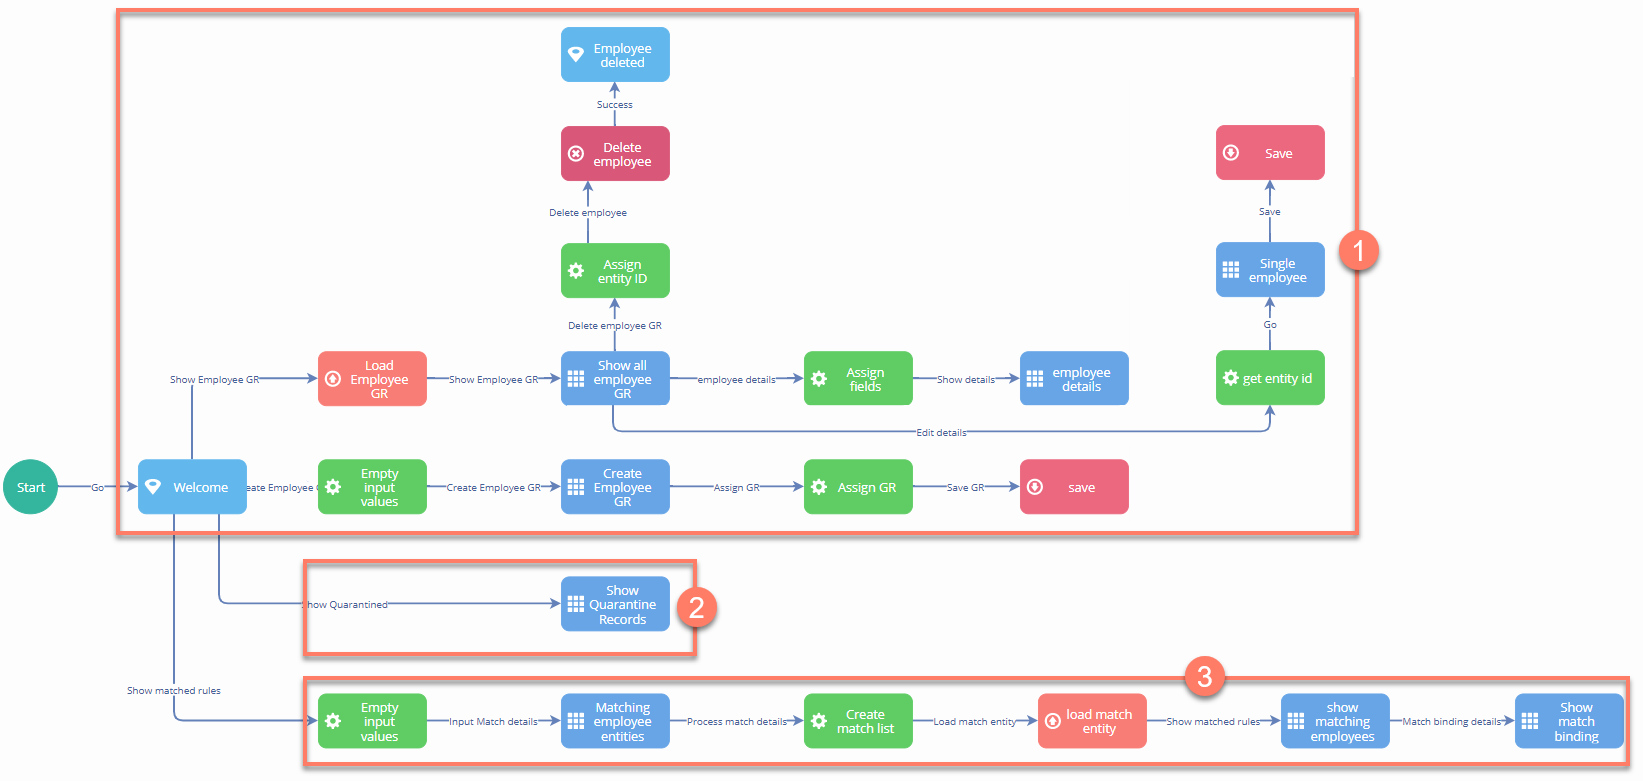 Employee
deleted
Success
Delete
employee
Save
Delete employee
Save
1
Assign
entity ID
Single
employee
Delete employee GR
Go
Show Employee GR
Load
Employee
GR
Show Employee GR
Show all
employee
GR
employee details
Assign
fields
Show details
employee
details
get entity id
Edit details
Start
Go
Welcome
eate Employee G
Empty
input
values
Create Employee GR
Create
Employee
GR
Assign GR
Assign GR
Save GR
save
Show Quarantined
Show
Quarantine
Records
2
3
Show matched rules
Empty
input
values
Input Match details
Matching
employee
entities
Process match details
Create
match list
Load match entity
load match
entity
Show matched rules
show
matching
employees
Match binding details
Show
match
binding